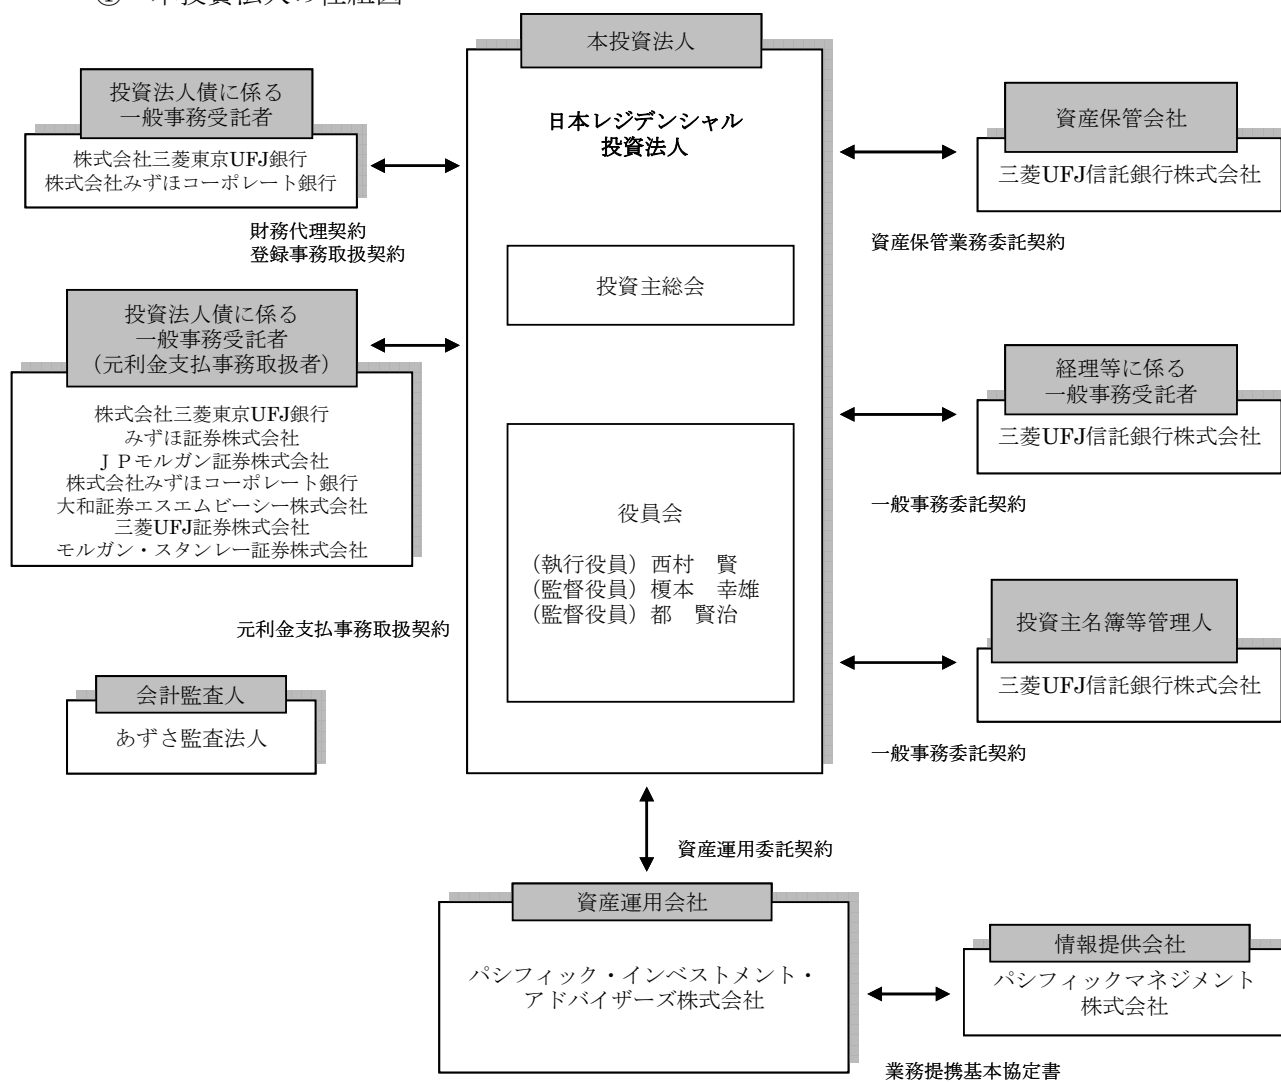 本投資法人
日本レジデンシャル
投資法人
投資主総会
役員会
（執行役員）西村　賢
（監督役員）榎本　幸雄
（監督役員）都　賢治
投資法人債に係る
一般事務受託者
株式会社三菱東京UFJ銀行
株式会社みずほコーポレート銀行
財務代理契約
登録事務取扱契約
投資法人債に係る
一般事務受託者
（元利金支払事務取扱者）
株式会社三菱東京UFJ銀行
みずほ証券株式会社
ＪＰモルガン証券株式会社
株式会社みずほコーポレート銀行
大和証券エスエムビーシー株式会社
三菱UFJ証券株式会社
モルガン・スタンレー証券株式会社
元利金支払事務取扱契約
会計監査人
あずさ監査法人
資産保管会社
三菱UFJ信託銀行株式会社
資産保管業務委託契約
経理等に係る
一般事務受託者
三菱UFJ信託銀行株式会社
一般事務委託契約
投資主名簿等管理人
三菱UFJ信託銀行株式会社
一般事務委託契約
資産運用委託契約
資産運用会社
パシフィック・インベストメント・
アドバイザーズ株式会社
情報提供会社
パシフィックマネジメント
株式会社
業務提携基本協定書